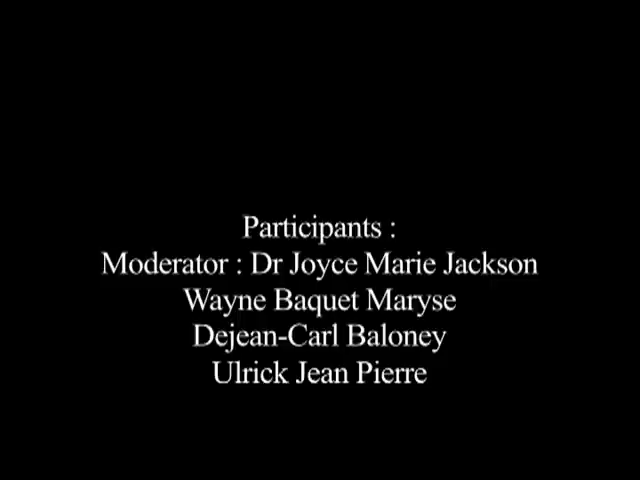 Participants :
Moderator : Dr Joyce Marie Jackson
Wayne Baquet Maryse
Dejean-Carl Baloney
Ulrick Jean Pierre